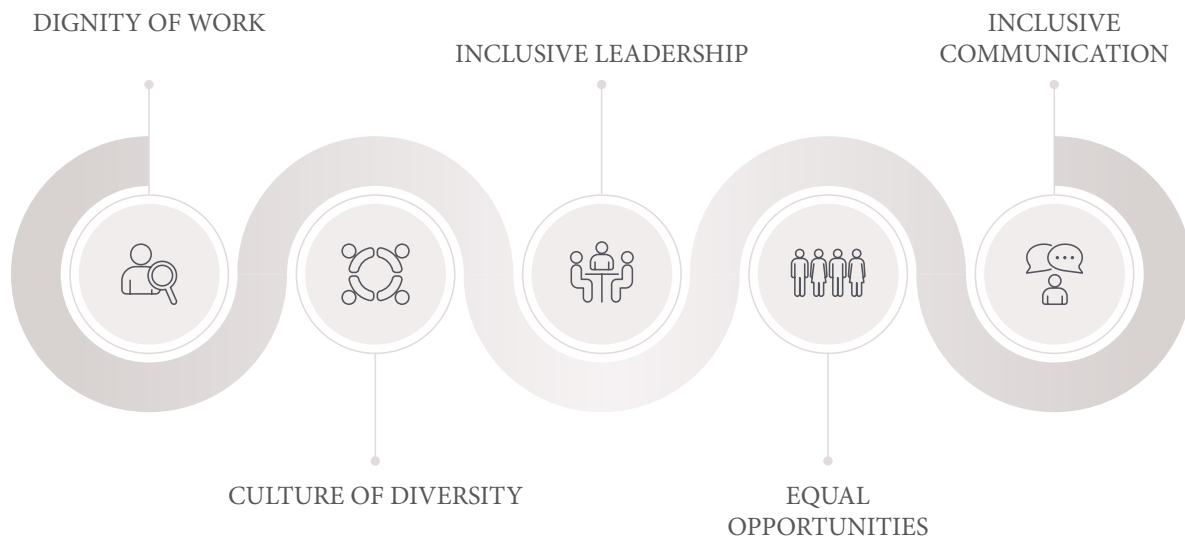 DIGNITY OF WORK
INCLUSIVE LEADERSHIP
INCLUSIVE
COMMUNICATION
CULTURE OF DIVERSITY
EQUAL
OPPORTUNITIES